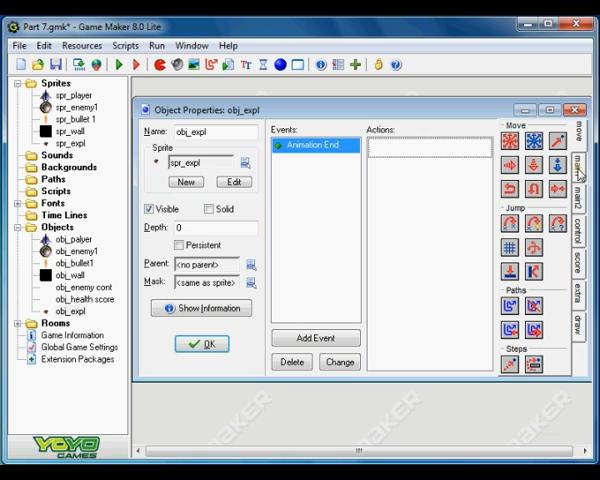 Part 7.gmk* - Game Maker 8.0 Lite
File Edit Resources Scripts Run Window Help
Sprites
spr_player
spr_enemy1
spr_bullet 1
spr_wall
spr_expl
Sounds
Backgrounds
Paths
Scripts
Fonts
Time Lines
Objects
obj_palyer
obj_enemy1
obj_bullet1
obj_wall
obj_enemy cont
obj_health score
obj_expl
Rooms
Game Information
Global Game Settings
Extension Packages
YOYO
GAMES
Object Properties: obj_expl
Name: obj_expl
Sprite
spr_expl
New Edit
Visible Solid
Depth: 0
Persistent
Parent: <no parent>
Mask: <same as sprite>
Show Information
OK
Events:
Animation End
Add Event
Delete Change
Actions:
Move
Jump
Paths
Steps
move
main1
main2
control
score
extra
draw